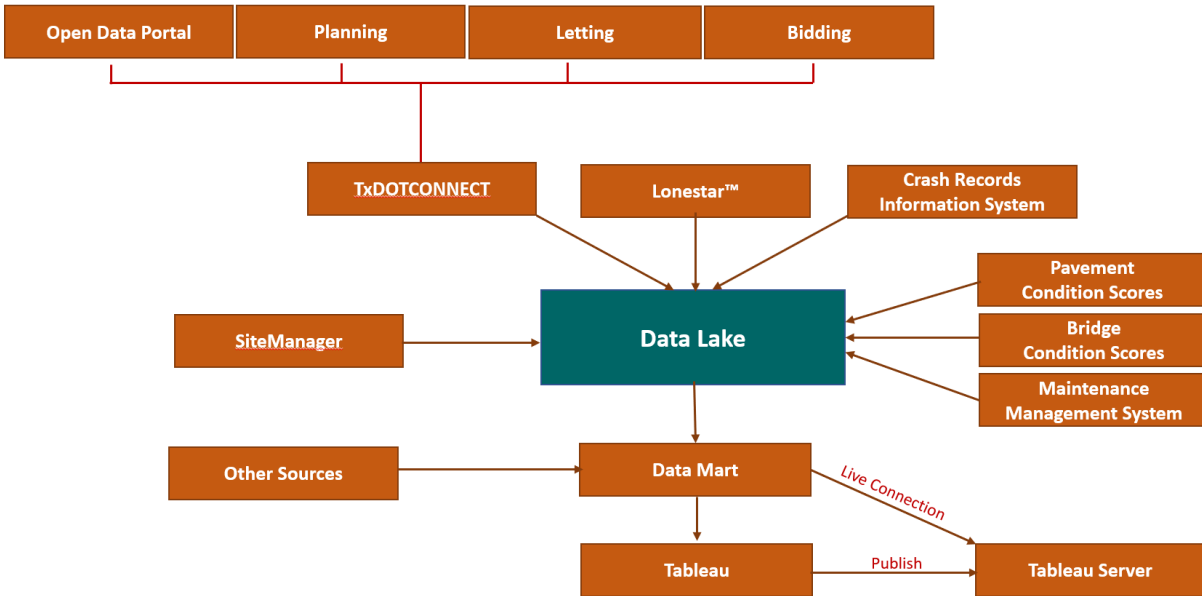 Open Data Portal
Planning
Letting
Bidding
TxDOTCONNECT
Lonestar™
Crash Records
Information System
Pavement
Condition Scores
SiteManager
Data Lake
Bridge
Condition Scores
Maintenance
Management System
Other Sources
Data Mart
Live Connection
Tableau
Publish
Tableau Server